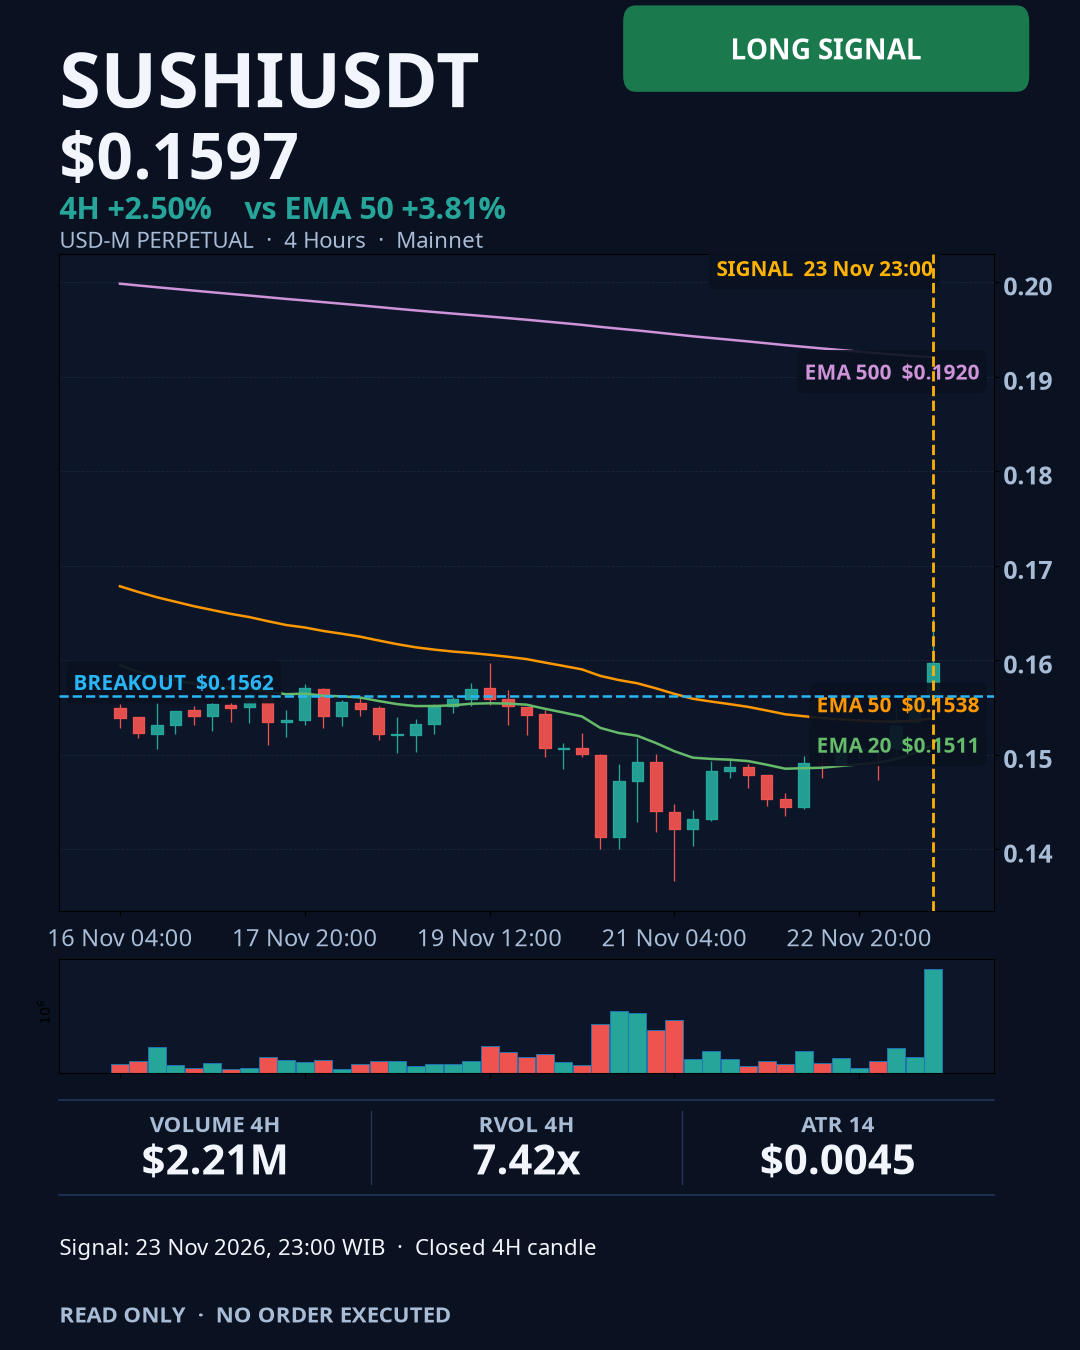 LONG SIGNAL
SUSHIUSDT
$0.1597
4H +2.50% vs EMA 50 +3.81%
USD-M PERPETUAL · 4 Hours · Mainnet
SIGNAL 23 Nov 23:00
0.20
EMA 500 $0.1920
0.19
0.18
0.17
0.16
BREAKOUT $0.1562
EMA 50 $0.1538
EMA 20 $0.1511
0.15
0.14
16 Nov 04:00
17 Nov 20:00
19 Nov 12:00
21 Nov 04:00
22 Nov 20:00
10⁶
VOLUME 4H
$2.21M
RVOL 4H
7.42x
ATR 14
$0.0045
Signal: 23 Nov 2026, 23:00 WIB · Closed 4H candle
READ ONLY · NO ORDER EXECUTED